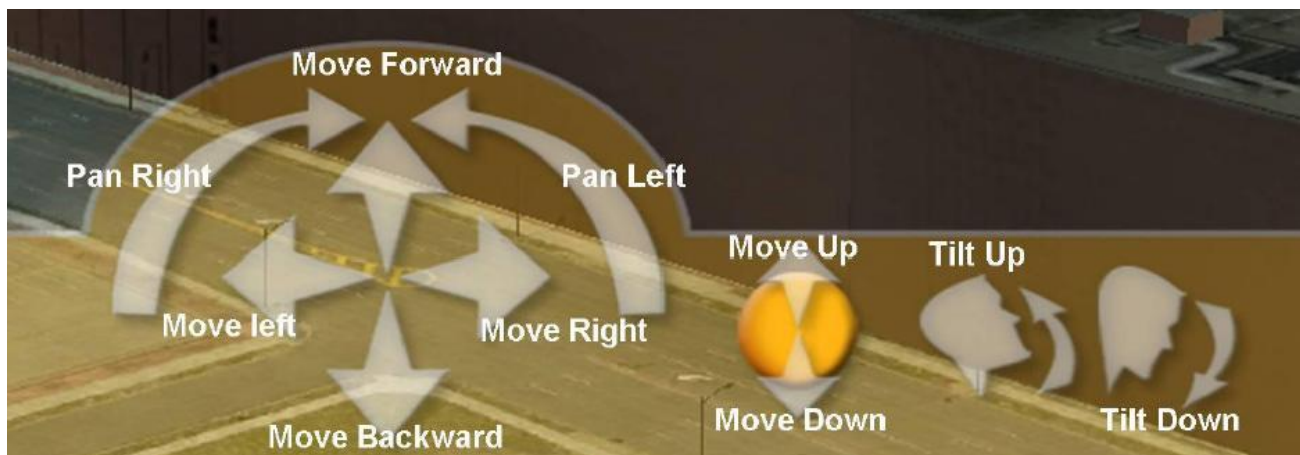 Move Forward
Pan Right
Pan Left
Move Up
Tilt Up
Move left
Move Right
Move Down
Tilt Down
Move Backward